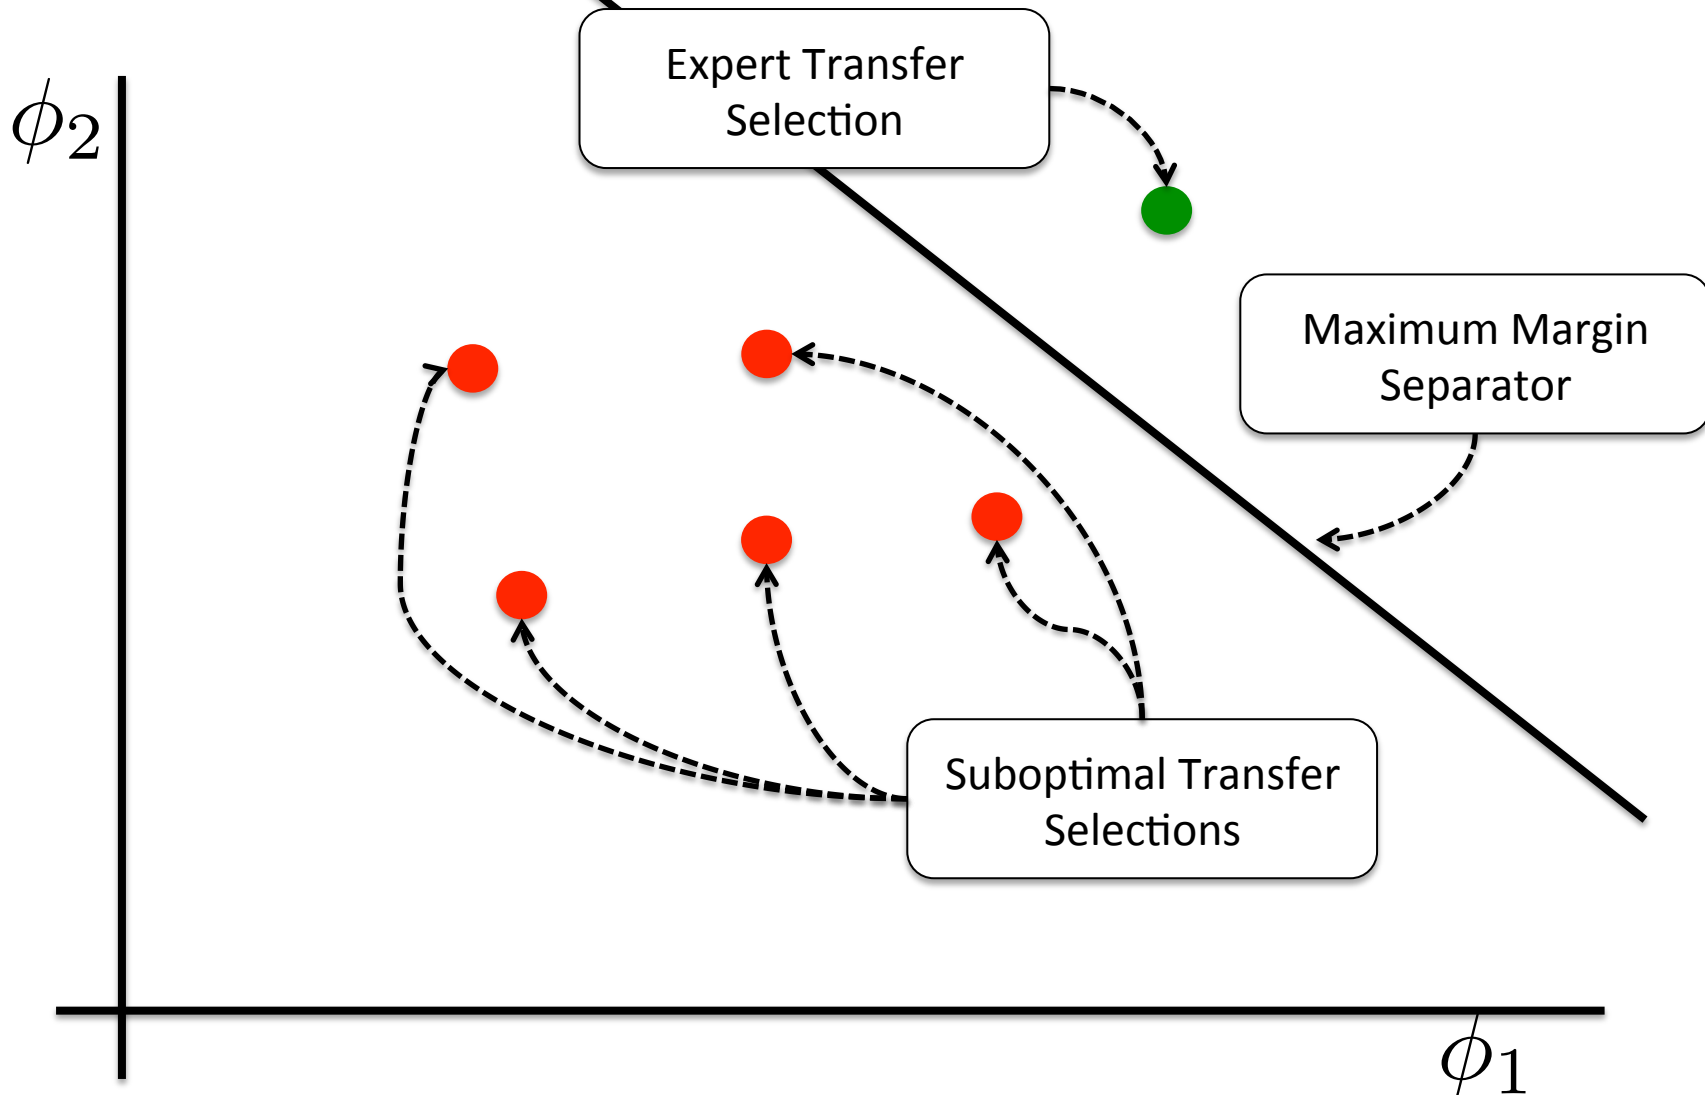 Expert Transfer
Selection
ϕ2
Maximum Margin
Separator
Suboptimal Transfer
Selections
ϕ1